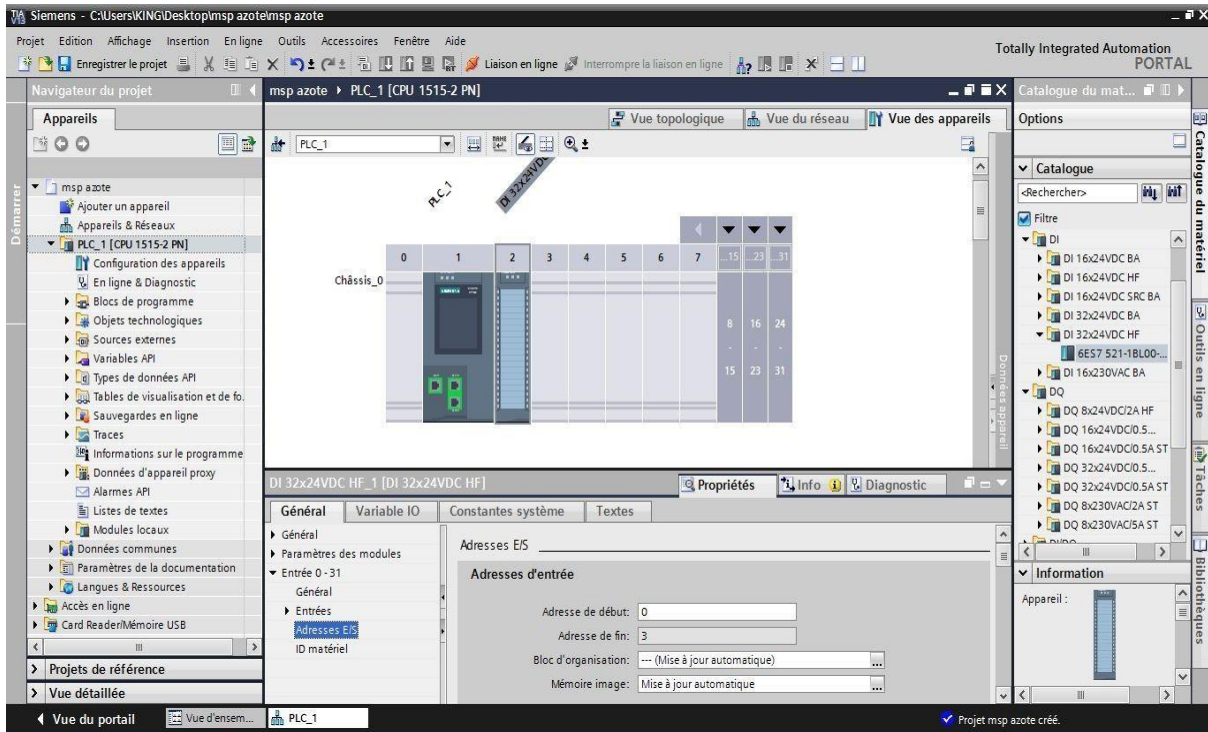 Siemens - C:\Users\KING\Desktop\msp azote\msp azote
Projet Edition Affichage Insertion En ligne Outils Accessoires Fenêtre Aide
Totally Integrated Automation
PORTAL
Enregistrer le projet
Liaison en ligne
Interrompre la liaison en ligne
Navigateur du projet
Appareils
Démarrer
msp azote
Ajouter un appareil
Appareils & Réseaux
PLC_1 [CPU 1515-2 PN]
Configuration des appareils
En ligne & Diagnostic
Blocs de programme
Objets technologiques
Sources externes
Variables API
Types de données API
Tables de visualisation et de fo.
Sauvegardes en ligne
Traces
Informations sur le programme
Données d'appareil proxy
Alarmes API
Listes de textes
Modules locaux
Données communes
Paramètres de la documentation
Langues & Ressources
Accès en ligne
Card Reader/Mémoire USB
Projets de référence
Vue détaillée
msp azote PLC_1 [CPU 1515-2 PN]
Vue topologique
Vue du réseau
Vue des appareils
PLC_1
PLC_1
DI 32x24VDC
0 1 2 3 4 5 6 7 ...15 ...23 ...31
Châssis_0
8 16 24
- - -
15 23 31
Données appareil
DI 32x24VDC HF_1 [DI 32x24VDC HF]
Propriétés
Info
Diagnostic
Général
Variable IO
Constantes système
Textes
Général
Paramètres des modules
Entrée 0 - 31
Général
Entrées
Adresses E/S
ID matériel
Adresses E/S
Adresses d'entrée
Adresse de début: 0
Adresse de fin: 3
Bloc d'organisation: --- (Mise à jour automatique) ...
Mémoire image: Mise à jour automatique ...
Catalogue du mat...
Options
Catalogue
<Rechercher>
Filtre
DI
DI 16x24VDC BA
DI 16x24VDC HF
DI 16x24VDC SRC BA
DI 32x24VDC BA
DI 32x24VDC HF
6ES7 521-1BL00-...
DI 16x230VAC BA
DQ
DQ 8x24VDC/2A HF
DQ 16x24VDC/0.5...
DQ 16x24VDC/0.5A ST
DQ 32x24VDC/0.5...
DQ 32x24VDC/0.5A ST
DQ 8x230VAC/2A ST
DQ 8x230VAC/5A ST
DI/DQ
Information
Appareil :
Catalogue du matériel
Outils en ligne
Tâches
Bibliothèques
Vue du portail
Vue d'ensem...
PLC_1
Projet msp azote créé.